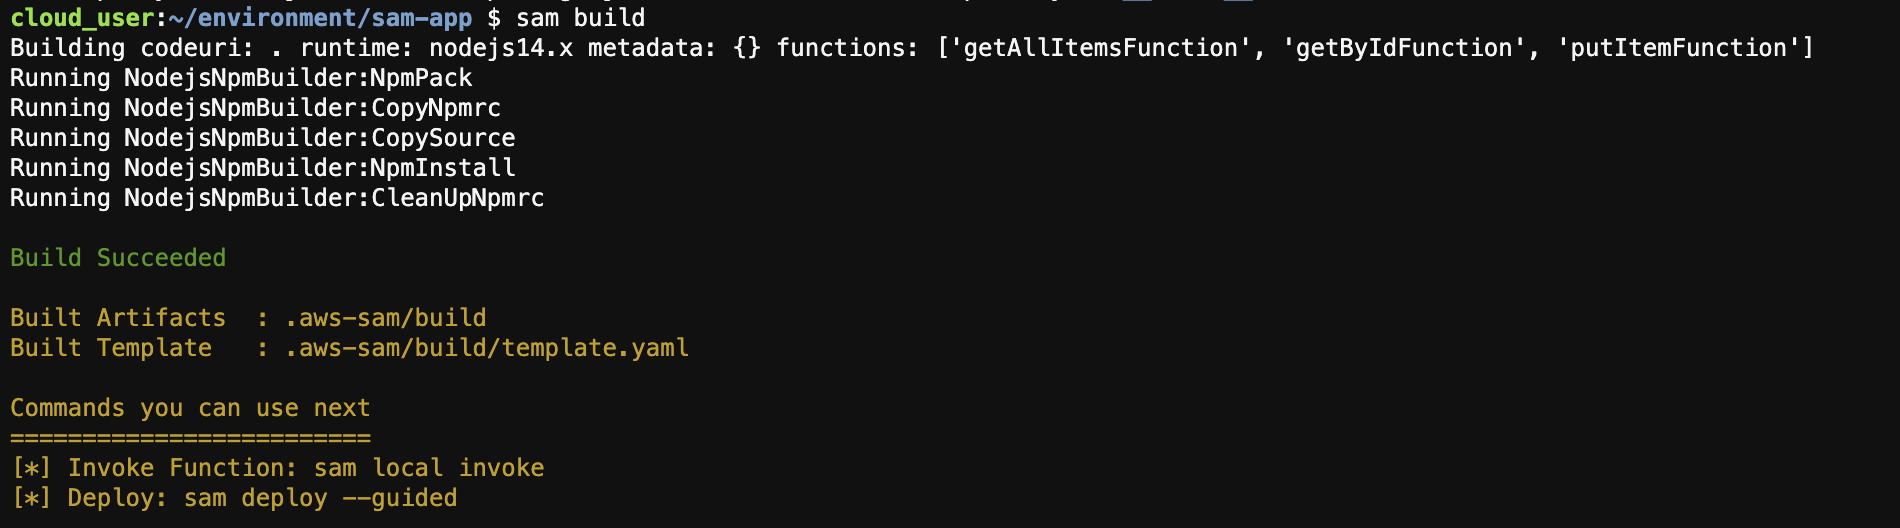 cloud_user:~/environment/sam-app $ sam build
Building codeuri: . runtime: nodejs14.x metadata: {} functions: ['getAllItemsFunction', 'getByIdFunction', 'putItemFunction']
Running NodejsNpmBuilder:NpmPack
Running NodejsNpmBuilder:CopyNpmrc
Running NodejsNpmBuilder:CopySource
Running NodejsNpmBuilder:NpmInstall
Running NodejsNpmBuilder:CleanUpNpmrc
Build Succeeded
Built Artifacts  : .aws-sam/build
Built Template   : .aws-sam/build/template.yaml
Commands you can use next
=========================
[*] Invoke Function: sam local invoke
[*] Deploy: sam deploy --guided